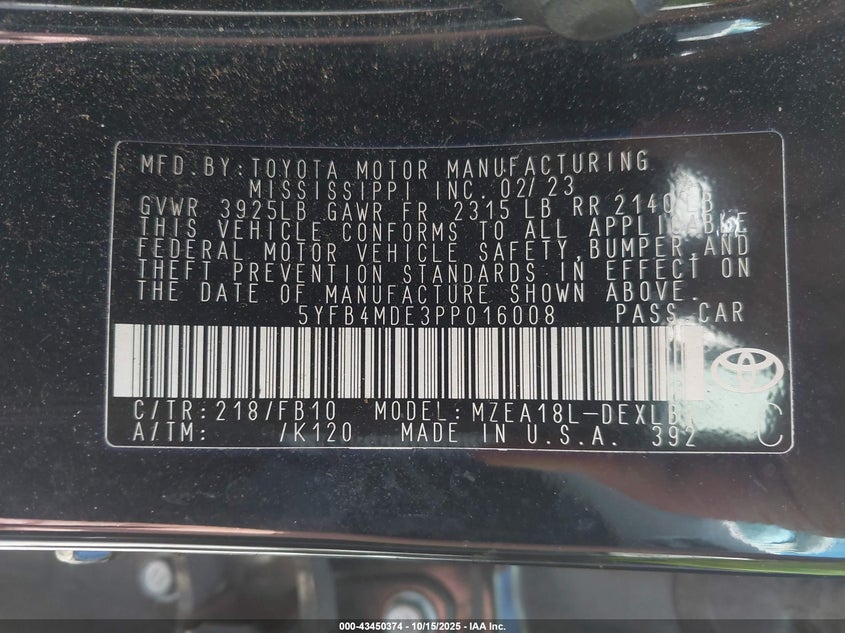 MFD.BY:TOYOTA MOTOR MANUFACTURING
MISSISSIPPI INC. 02/23
GVWR 3925LB GAWR FR 2315 LB RR 2140 LB
THIS VEHICLE CONFORMS TO ALL APPLICABLE
FEDERAL MOTOR VEHICLE SAFETY,BUMPER,AND
THEFT PREVENTION STANDARDS IN EFFECT ON
THE DATE OF MANUFACTURE SHOWN ABOVE.
5YFB4MDE3PP016008 PASS.CAR
C/TR:218/FB10 MODEL:MZEA18L-DEXLB
A/TM: /K120 MADE IN U.S.A. 392 C
000-43450374 - 10/15/2025 - IAA Inc.